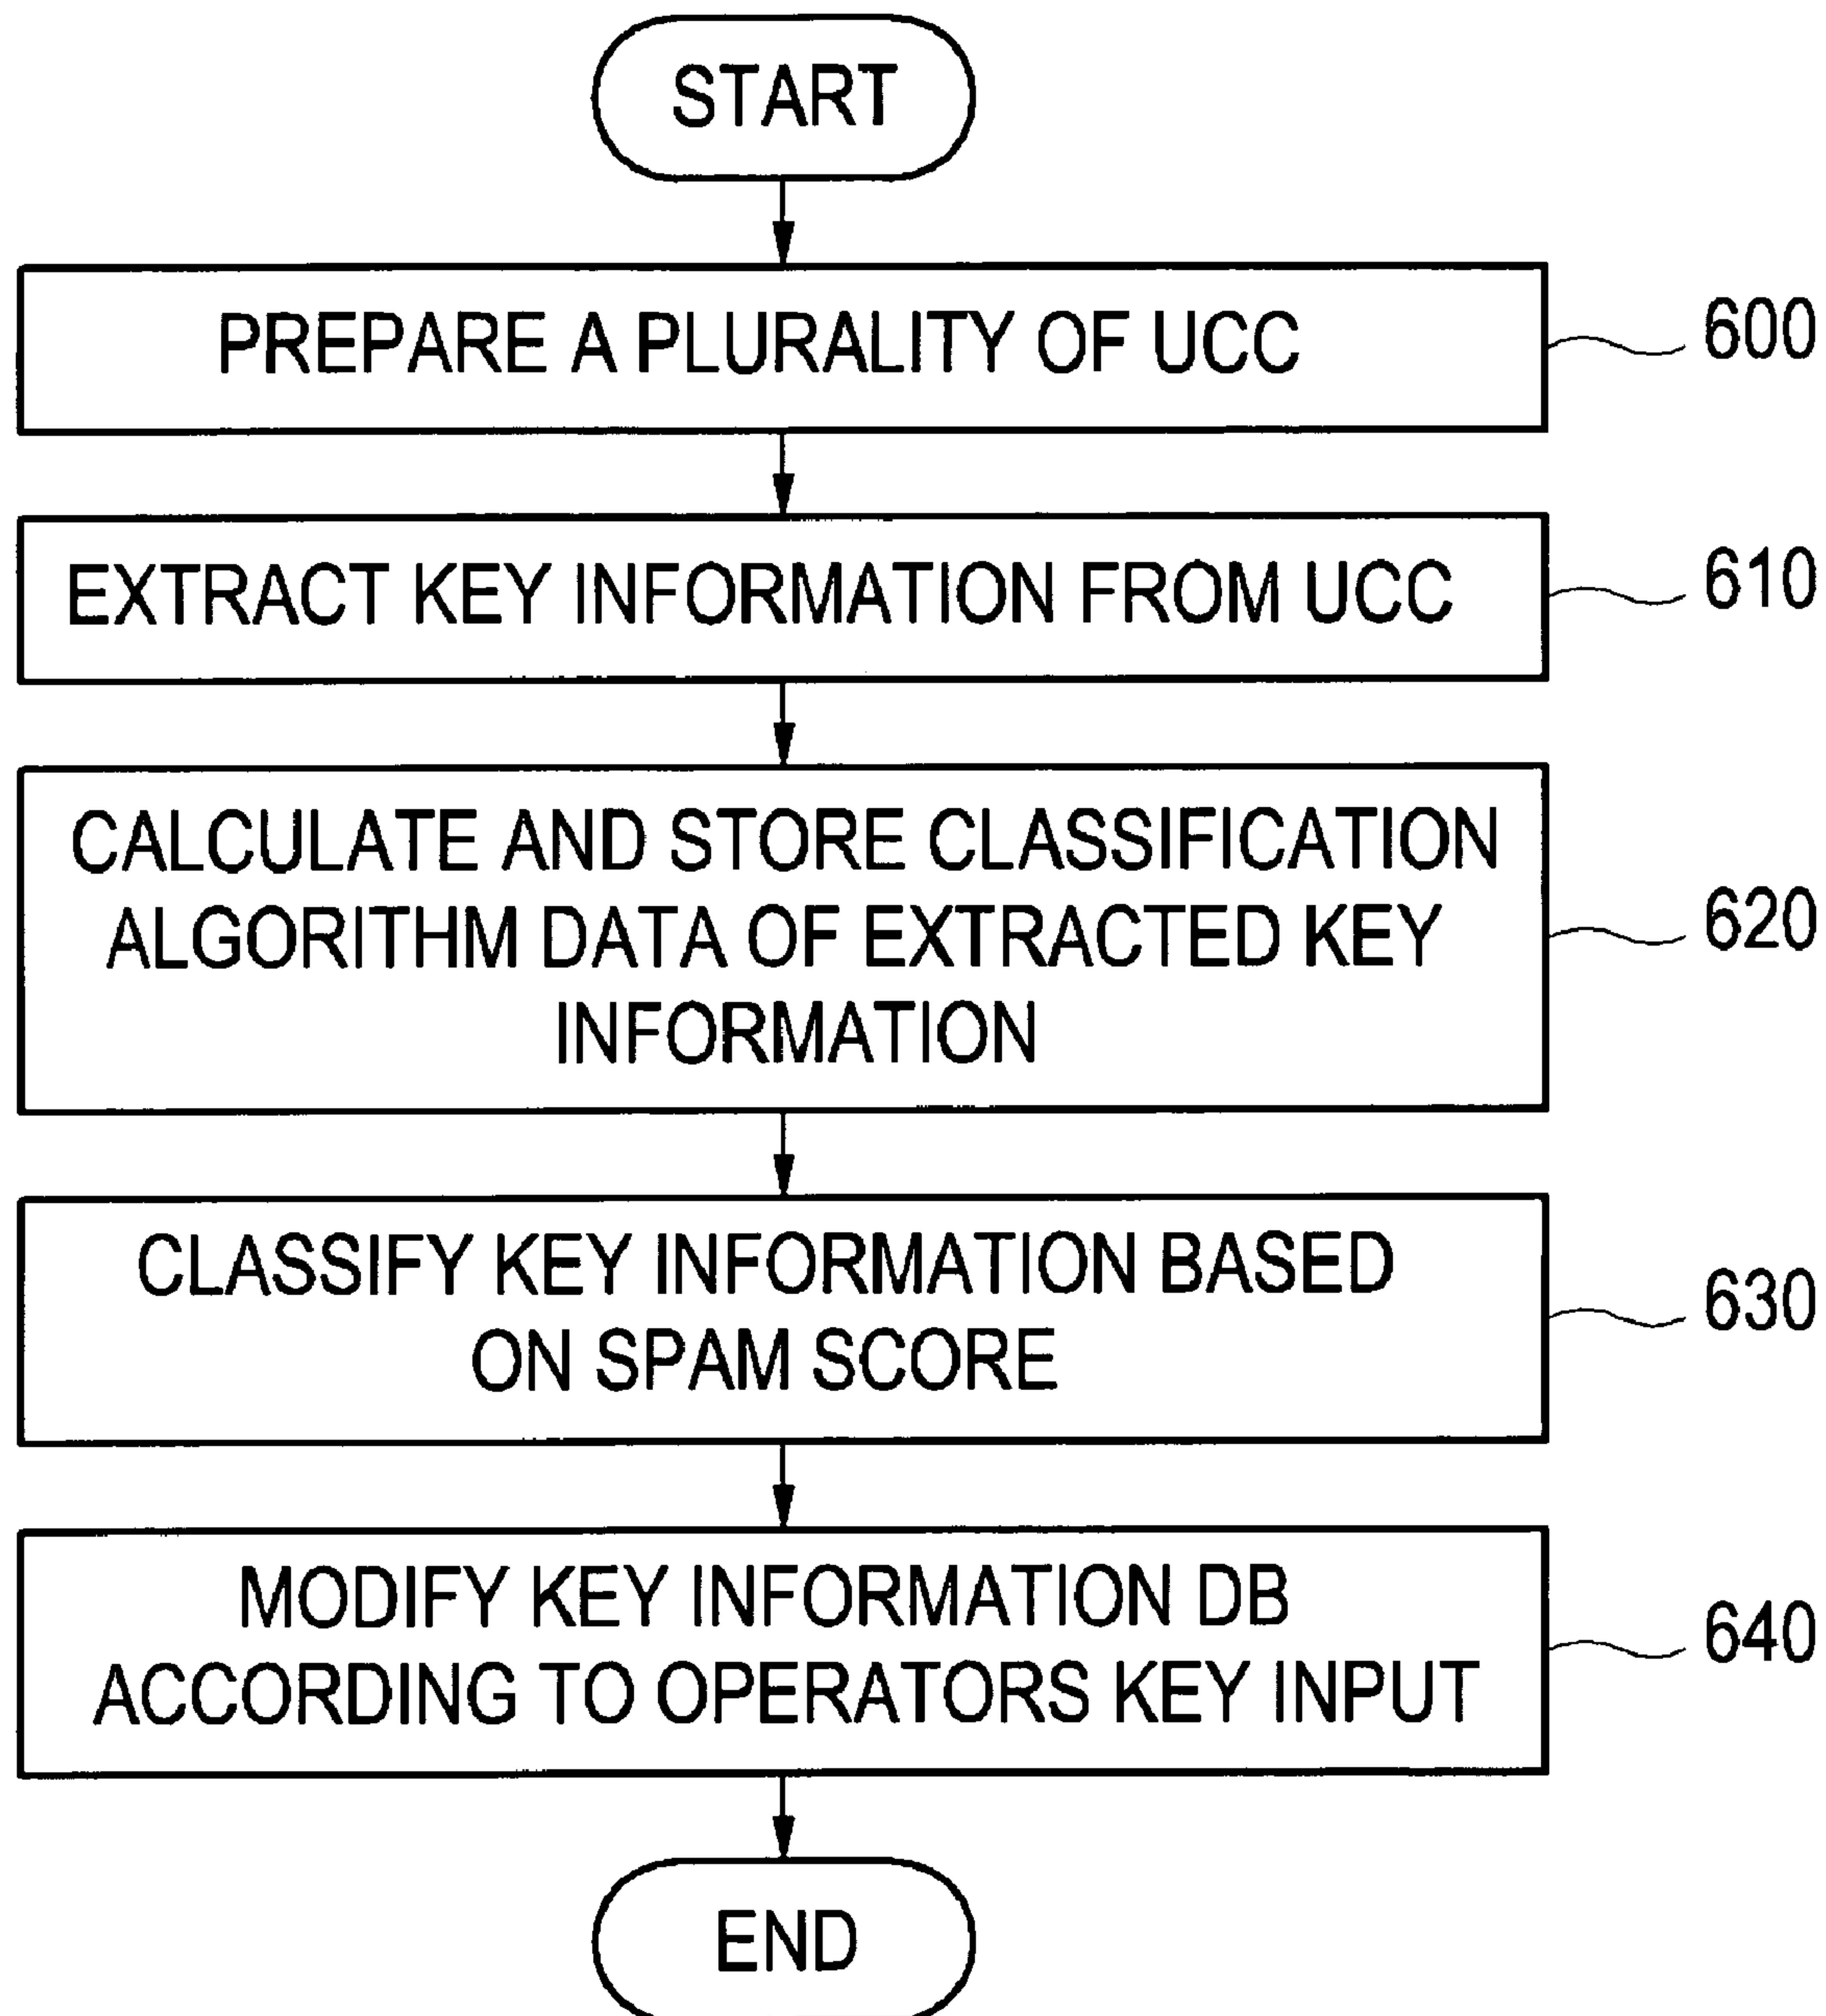 START
PREPARE A PLURALITY OF UCC
600
EXTRACT KEY INFORMATION FROM UCC
610
CALCULATE AND STORE CLASSIFICATION
ALGORITHM DATA OF EXTRACTED KEY
INFORMATION
620
CLASSIFY KEY INFORMATION BASED
ON SPAM SCORE
630
MODIFY KEY INFORMATION DB
ACCORDING TO OPERATORS KEY INPUT
640
END